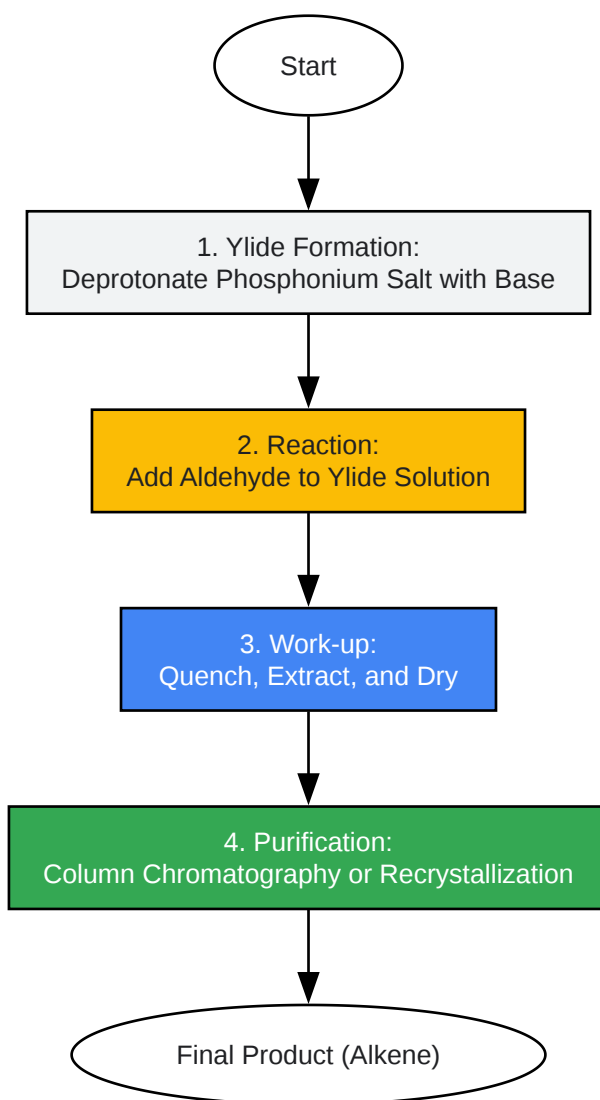 Start
1. Ylide Formation:
Deprotonate Phosphonium Salt with Base
2. Reaction:
Add Aldehyde to Ylide Solution
3. Work-up:
Quench, Extract, and Dry
4. Purification:
Column Chromatography or Recrystallization
Final Product (Alkene)